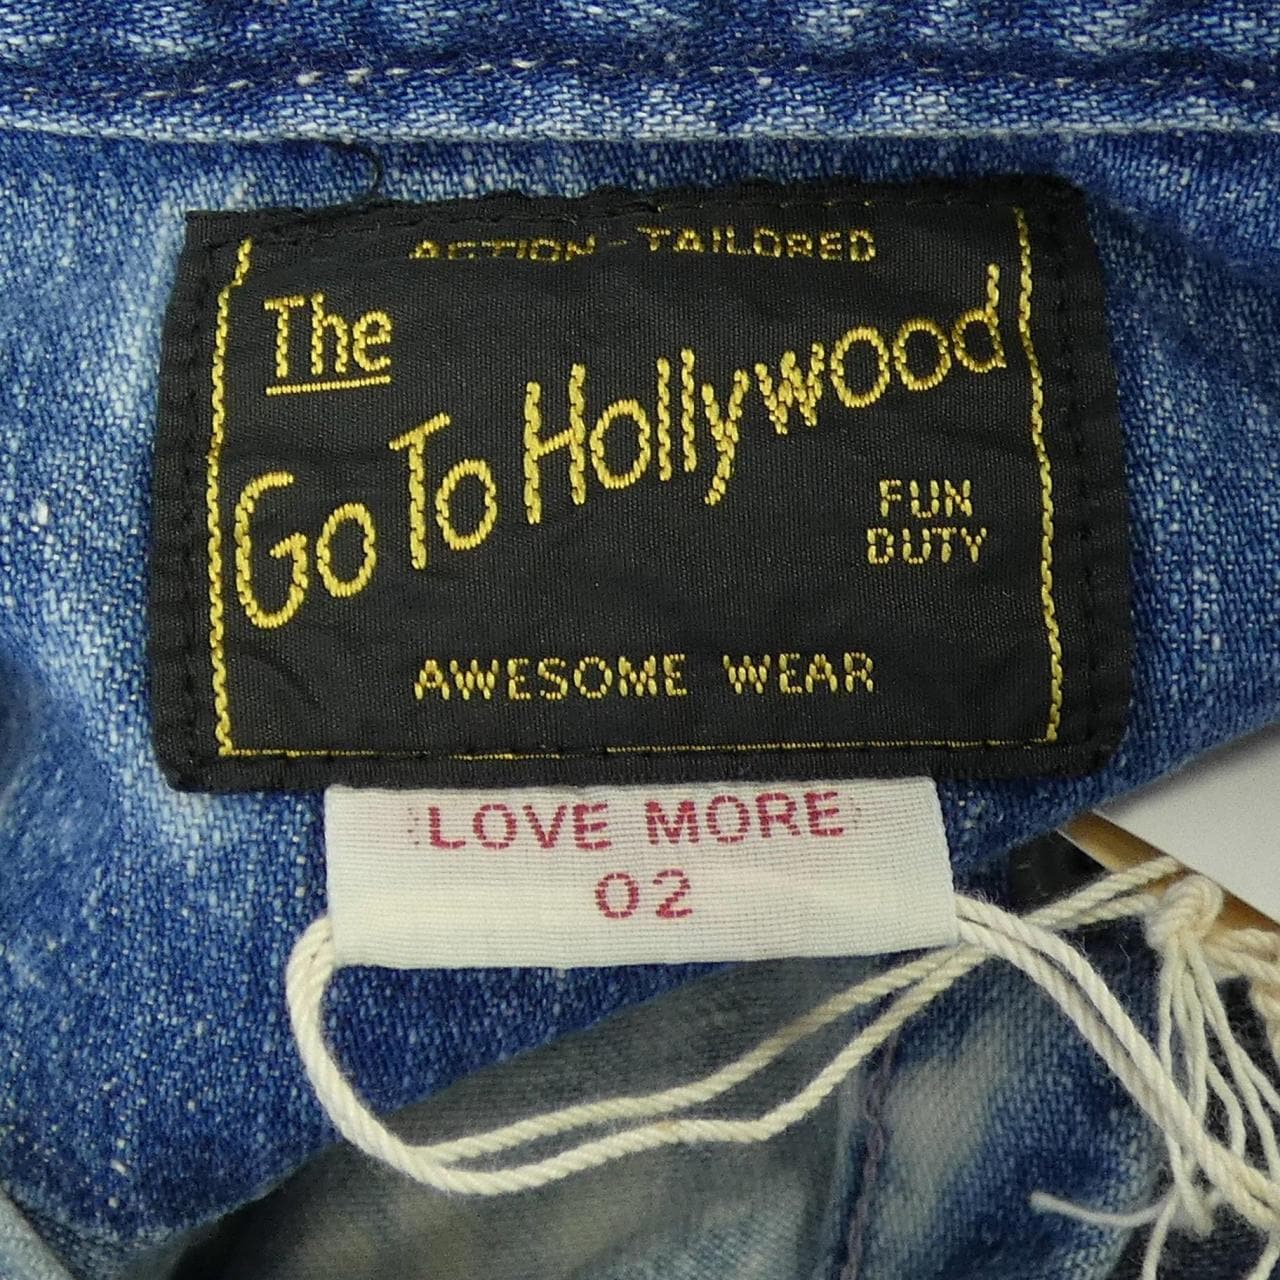 ACTION-TAILORED
The
Go To Hollywood
FUN
DUTY
AWESOME WEAR
LOVE MORE
02